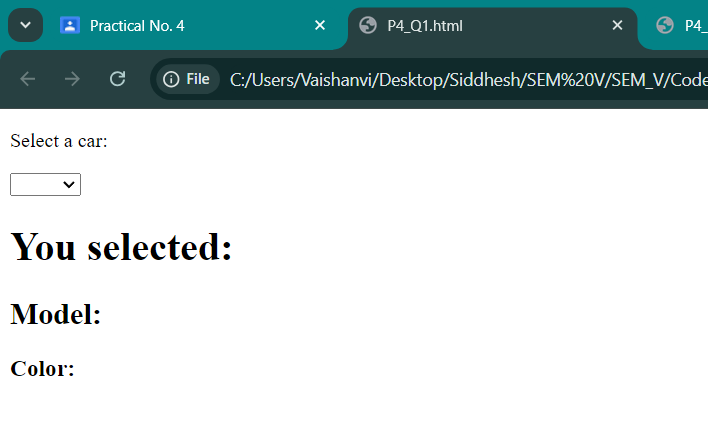 Practical No. 4
P4_Q1.html
P4_
File
C:/Users/Vaishanvi/Desktop/Siddhesh/SEM%20V/SEM_V/Code
Select a car:
You selected:
Model:
Color: